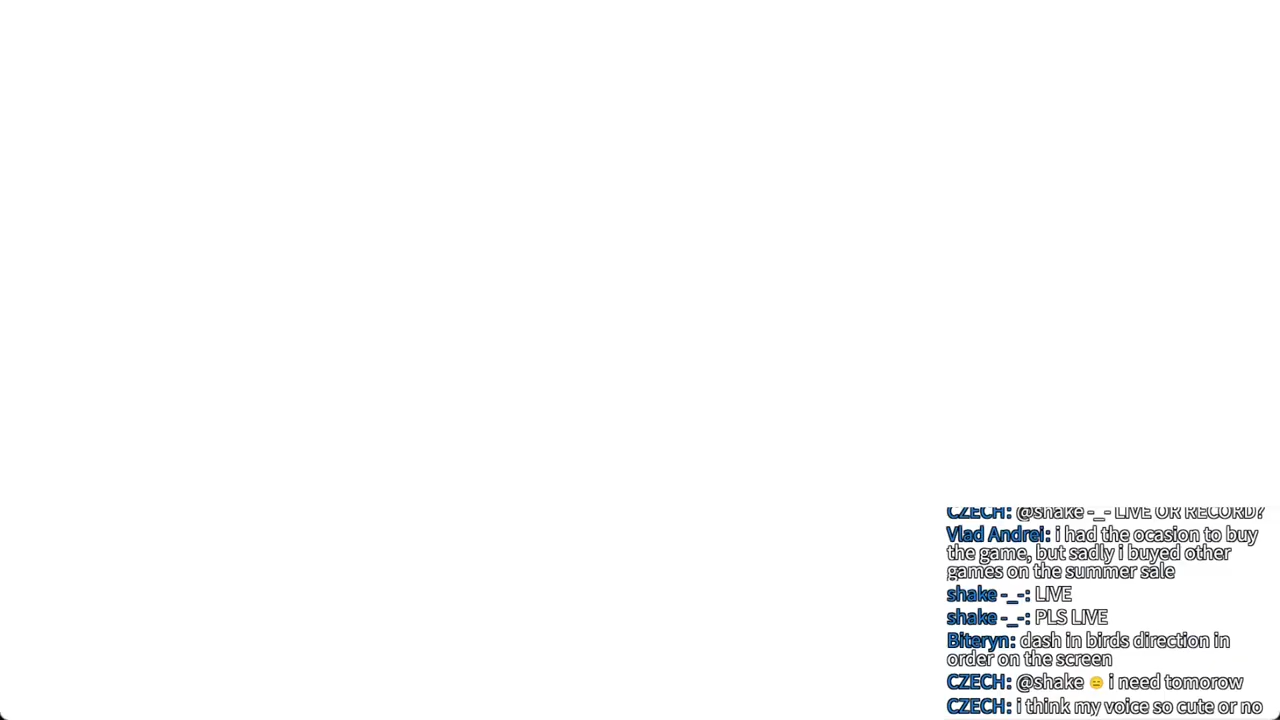 CZECH: @shake -_- LIVE OR RECORD?
Vlad Andrei: i had the ocasion to buy
the game, but sadly i buyed other
games on the summer sale
shake -_-: LIVE
shake -_-: PLS LIVE
Biteryn: dash in birds direction in
order on the screen
CZECH: @shake 😑 i need tomorow
CZECH: i think my voice so cute or no